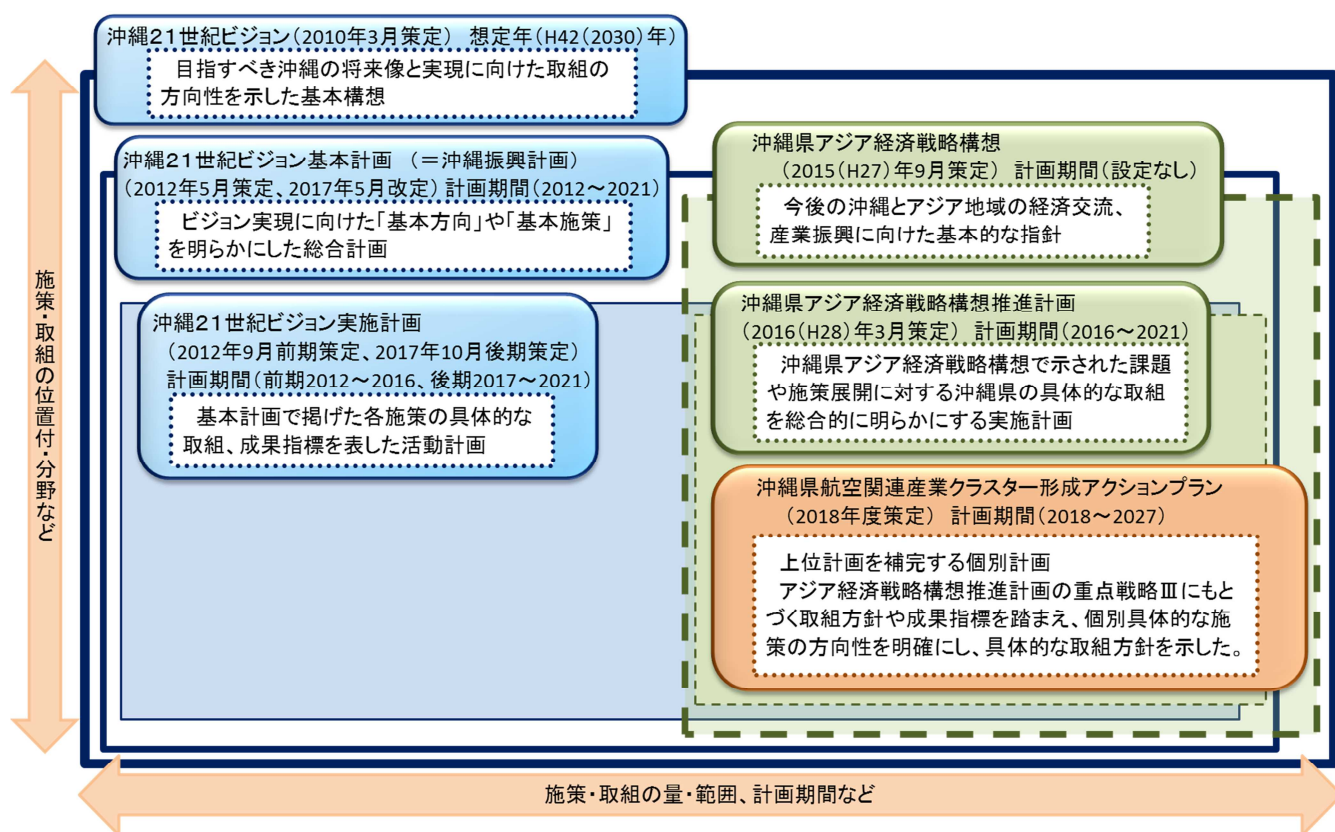 沖縄21世紀ビジョン(2010年3月策定) 想定年(H42(2030)年)
目指すべき沖縄の将来像と実現に向けた取組の
方向性を示した基本構想
沖縄21世紀ビジョン基本計画 (=沖縄振興計画)
(2012年5月策定、2017年5月改定)計画期間(2012～2021)
ビジョン実現に向けた「基本方向」や「基本施策」
を明らかにした総合計画
沖縄21世紀ビジョン実施計画
(2012年9月前期策定、2017年10月後期策定)
計画期間(前期2012～2016、後期2017～2021)
基本計画で掲げた各施策の具体的な
取組、成果指標を表した活動計画
沖縄県アジア経済戦略構想
(2015(H27)年9月策定) 計画期間(設定なし)
今後の沖縄とアジア地域の経済交流、
産業振興に向けた基本的な指針
沖縄県アジア経済戦略構想推進計画
(2016(H28)年3月策定) 計画期間(2016～2021)
沖縄県アジア経済戦略構想で示された課題
や施策展開に対する沖縄県の具体的な取組
を総合的に明らかにする実施計画
沖縄県航空関連産業クラスター形成アクションプラン
(2018年度策定) 計画期間(2018～2027)
上位計画を補完する個別計画
アジア経済戦略構想推進計画の重点戦略Ⅲにもと
づく取組方針や成果指標を踏まえ、個別具体的な施
策の方向性を明確にし、具体的な取組方針を示した。
施策・取組の位置付・分野など
施策・取組の量・範囲、計画期間など